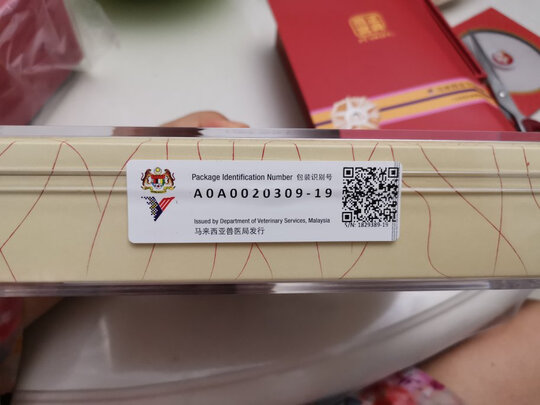 Package Identification Number 包装识别号
A0A0020309-19
Issued by Department of Veterinary Services, Malaysia
马来西亚兽医局发行
S/N: 1829389-19